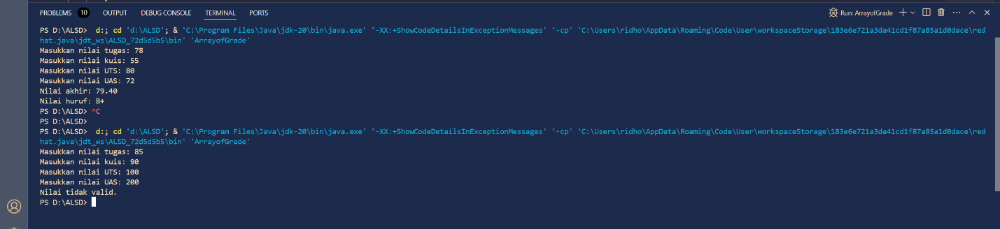 PROBLEMS 10 OUTPUT DEBUG CONSOLE TERMINAL PORTS Run: ArrayofGrade
PS D:\ALSD> d:; cd 'd:\ALSD'; & 'C:\Program Files\Java\jdk-20\bin\java.exe' '-XX:+ShowCodeDetailsInExceptionMessages' '-cp' 'C:\Users\ridho\AppData\Roaming\Code\User\workspaceStorage\183e6e721a3da41cd1f87a85a1d0dace\red
hat.java\jdt_ws\ALSD_72d5d5b5\bin' 'ArrayofGrade'
Masukkan nilai tugas: 78
Masukkan nilai kuis: 55
Masukkan nilai UTS: 80
Masukkan nilai UAS: 72
Nilai akhir: 79.40
Nilai huruf: B+
PS D:\ALSD> ^C
PS D:\ALSD>
PS D:\ALSD> d:; cd 'd:\ALSD'; & 'C:\Program Files\Java\jdk-20\bin\java.exe' '-XX:+ShowCodeDetailsInExceptionMessages' '-cp' 'C:\Users\ridho\AppData\Roaming\Code\User\workspaceStorage\183e6e721a3da41cd1f87a85a1d0dace\red
hat.java\jdt_ws\ALSD_72d5d5b5\bin' 'ArrayofGrade'
Masukkan nilai tugas: 85
Masukkan nilai kuis: 90
Masukkan nilai UTS: 100
Masukkan nilai UAS: 200
Nilai tidak valid.
PS D:\ALSD>